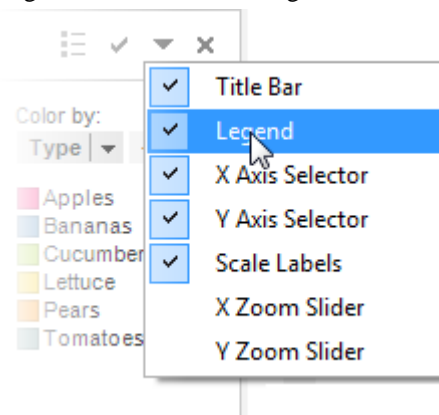 Color by:
Type
Apples
Bananas
Cucumber
Lettuce
Pears
Tomatoes
Title Bar
Legend
X Axis Selector
Y Axis Selector
Scale Labels
X Zoom Slider
Y Zoom Slider